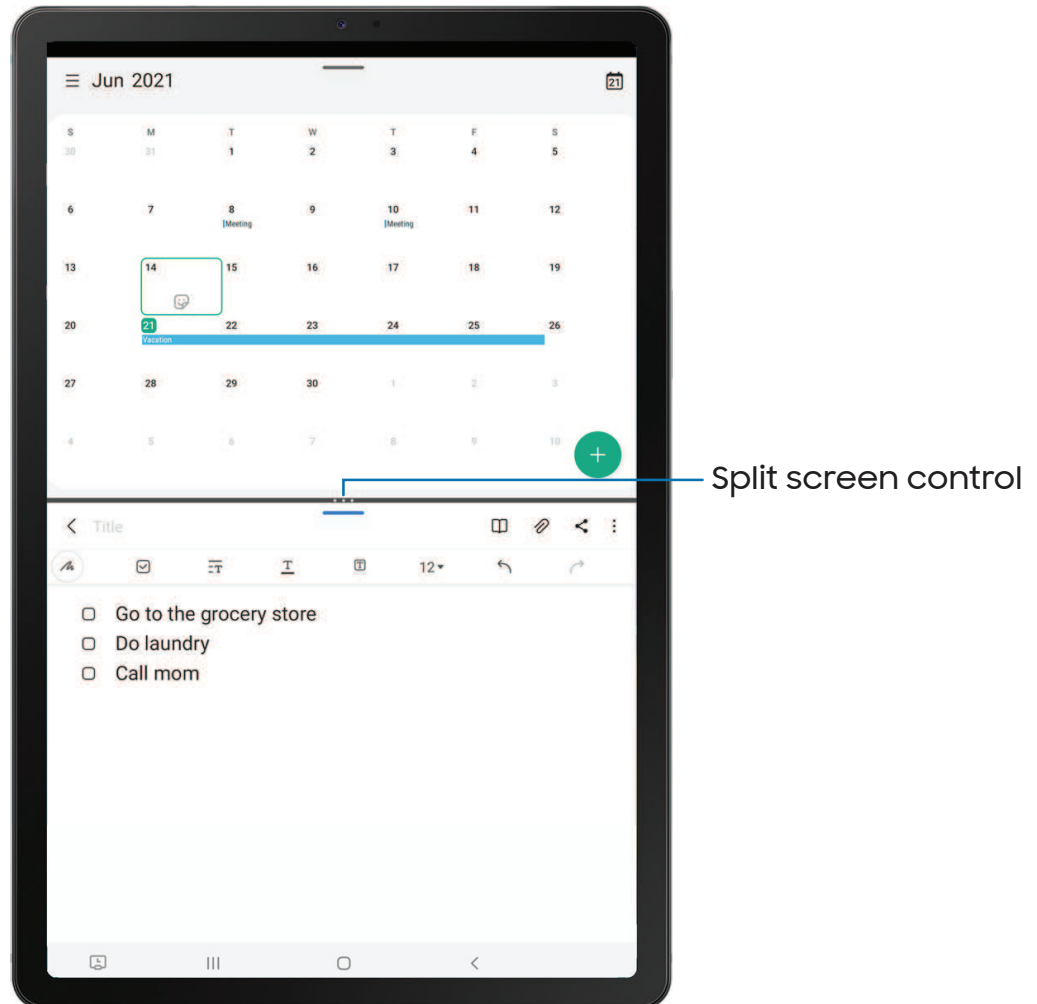 Jun 2021
21
S M T W T F S
30 31 1 2 3 4 5
6 7 8 9 10 11 12
Meeting Meeting
13 14 15 16 17 18 19
20 21 22 23 24 25 26
Vacation
27 28 29 30 1 2 3
4 5 6 7 8 9 10
+
Split screen control
Title
T T T 12
Go to the grocery store
Do laundry
Call mom